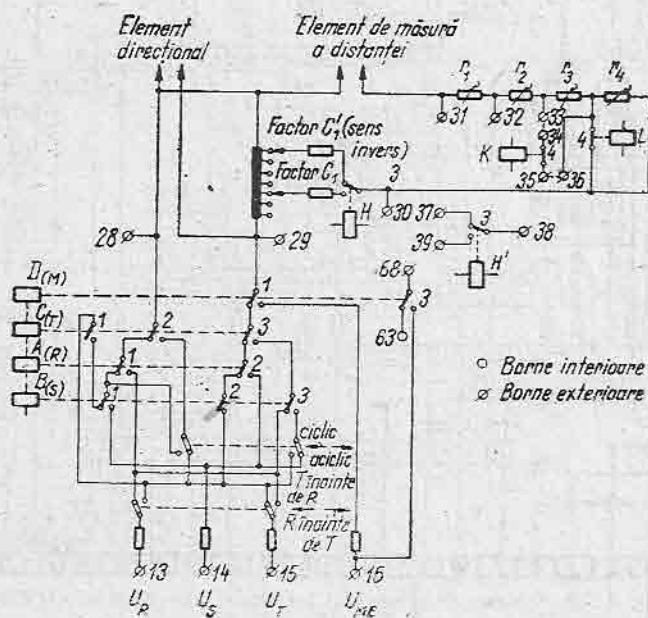 Element
direcțional
Element de măsură
a distanței
r1
r2
r3
r4
31
32
33
34
4
35
36
4
K
L
Factor C'1 (sens
invers)
Factor C1
3
H
30
37
3
38
39
H'
28
29
68
3
63
D(M)
1
C(T)
1
2
3
A(R)
1
2
B(S)
1
2
3
○ Borne interioare
∅ Borne exterioare
ciclic
aciclic
T înainte
de R
R înainte
de T
13
14
15
16
UR
US
UT
UME